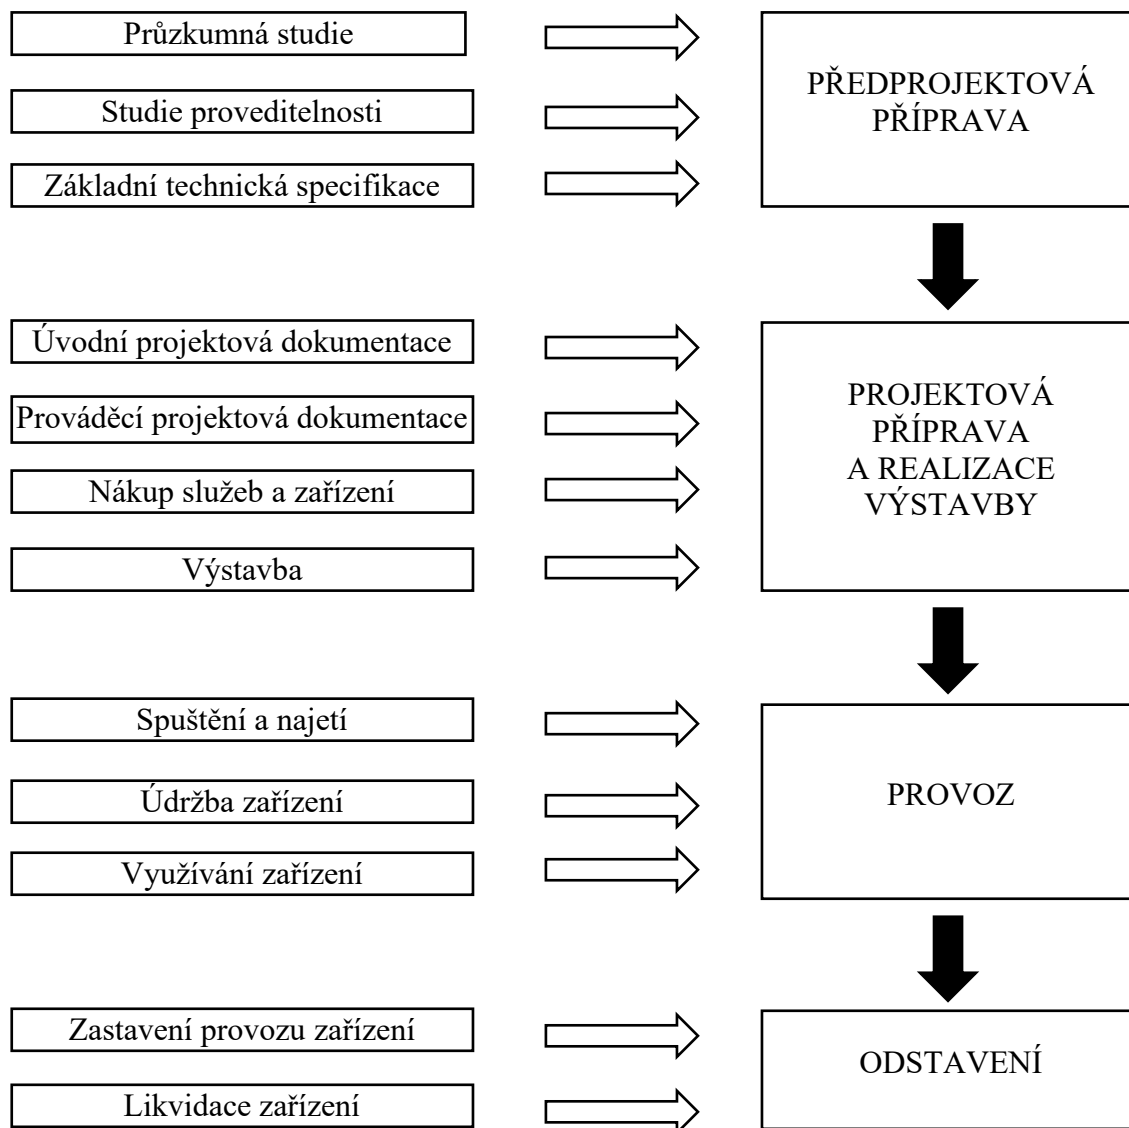 Průzkumná studie
Studie proveditelnosti
Základní technická specifikace
PŘEDPROJEKTOVÁ
PŘÍPRAVA
Úvodní projektová dokumentace
Prováděcí projektová dokumentace
Nákup služeb a zařízení
Výstavba
PROJEKTOVÁ
PŘÍPRAVA
A REALIZACE
VÝSTAVBY
Spuštění a najetí
Údržba zařízení
Využívání zařízení
PROVOZ
Zastavení provozu zařízení
Likvidace zařízení
ODSTAVENÍ